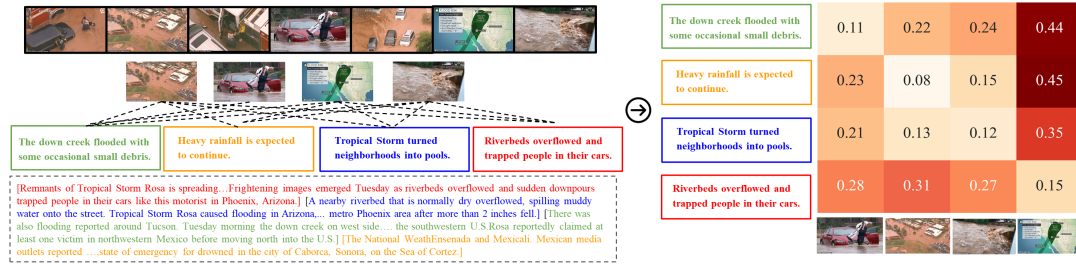 The down creek flooded with
some occasional small debris.
Heavy rainfall is expected
to continue.
Tropical Storm turned
neighborhoods into pools.
Riverbeds overflowed and
trapped people in their cars.
[Remnants of Tropical Storm Rosa is spreading…Frightening images emerged Tuesday as riverbeds overflowed and sudden downpours
trapped people in their cars like this motorist in Phoenix, Arizona.] [A nearby riverbed that is normally dry overflowed, spilling muddy
water onto the street. Tropical Storm Rosa caused flooding in Arizona,... metro Phoenix area after more than 2 inches fell.] [There
was also flooding reported around Tucson. Tuesday morning the down creek on west side…. the southwestern U.S.Rosa reportedly claimed at
least one victim in northwestern Mexico before moving north into the U.S.] [The National WeathEnsenada and Mexicali. Mexican media
outlets reported ….state of emergency for drowned in the city of Caborca, Sonora, on the Sea of Cortez.]
The down creek flooded with
some occasional small debris.
0.11 0.22 0.24 0.44
Heavy rainfall is expected
to continue.
0.23 0.08 0.15 0.45
Tropical Storm turned
neighborhoods into pools.
0.21 0.13 0.12 0.35
Riverbeds overflowed and
trapped people in their cars.
0.28 0.31 0.27 0.15